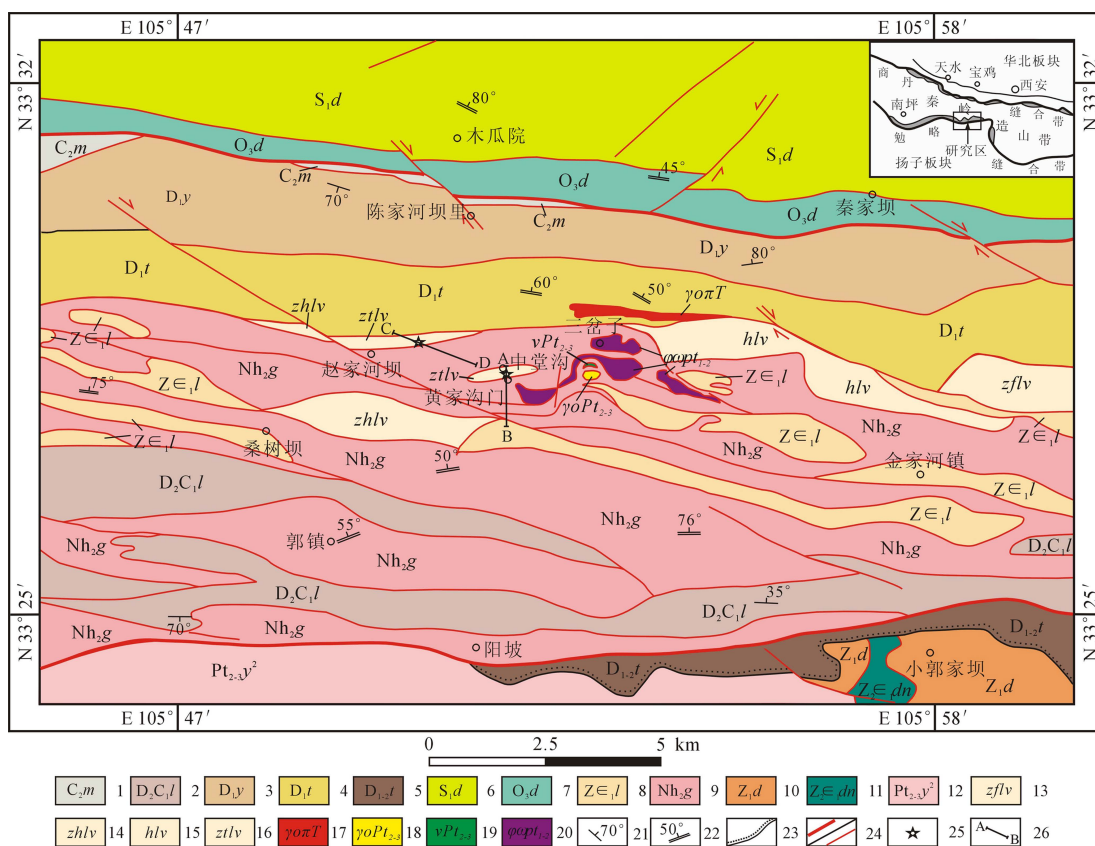 E 105° 47′
E 105° 58′
N 33° 32′
N 33° 32′
S₁d
80°
木瓜院
C₂m
O₃d
C₂m
O₃d
45°
S₁d
秦家坝
O₃d
D₁y
70°
陈家河坝里
C₂m
D₁y
80°
D₁t
D₁t
60°
50°
γοπT
D₁t
zhlv
ztlv
C
D
A
B
Z∈₁l
Nh₂g
赵家河坝
ztlv
中堂沟
黄家沟门
三岔子
νPt₂₋₃
φωpt₁₋₂
γοPt₂₋₃
hlv
Z∈₁l
hlv
zflv
75°
Z∈₁l
Z∈₁l
桑树坝
zhlv
Nh₂g
50°
Nh₂g
Z∈₁l
Nh₂g
Z∈₁l
金家河镇
Z∈₁l
Z∈₁l
D₂C₁l
Nh₂g
郭镇
55°
Nh₂g
76°
Nh₂g
D₂C₁l
D₂C₁l
D₂C₁l
35°
Nh₂g
70°
Nh₂g
阳坡
Pt₂₋₃y²
D₁₋₂t
D₁₋₂t
Z₁d
Z₂∈₁dn
小郭家坝
Z₁d
N 33° 25′
N 33° 25′
E 105° 47′
E 105° 58′
天水
宝鸡
华北板块
西安
商丹缝合带
南坪
秦岭造山带
勉略缝合带
研究区
扬子板块
0 2.5 5 km
C₂m 1 D₂C₁l 2 D₁y 3 D₁t 4 D₁₋₂t 5 S₁d 6 O₃d 7 Z∈₁l 8 Nh₂g 9 Z₁d 10 Z₂∈₁dn 11 Pt₂₋₃y² 12 zflv 13
zhlv 14 hlv 15 ztlv 16 γοπT 17 γοPt₂₋₃ 18 νPt₂₋₃ 19 φωpt₁₋₂ 20 70° 21 50° 22 23 24 25 A B 26